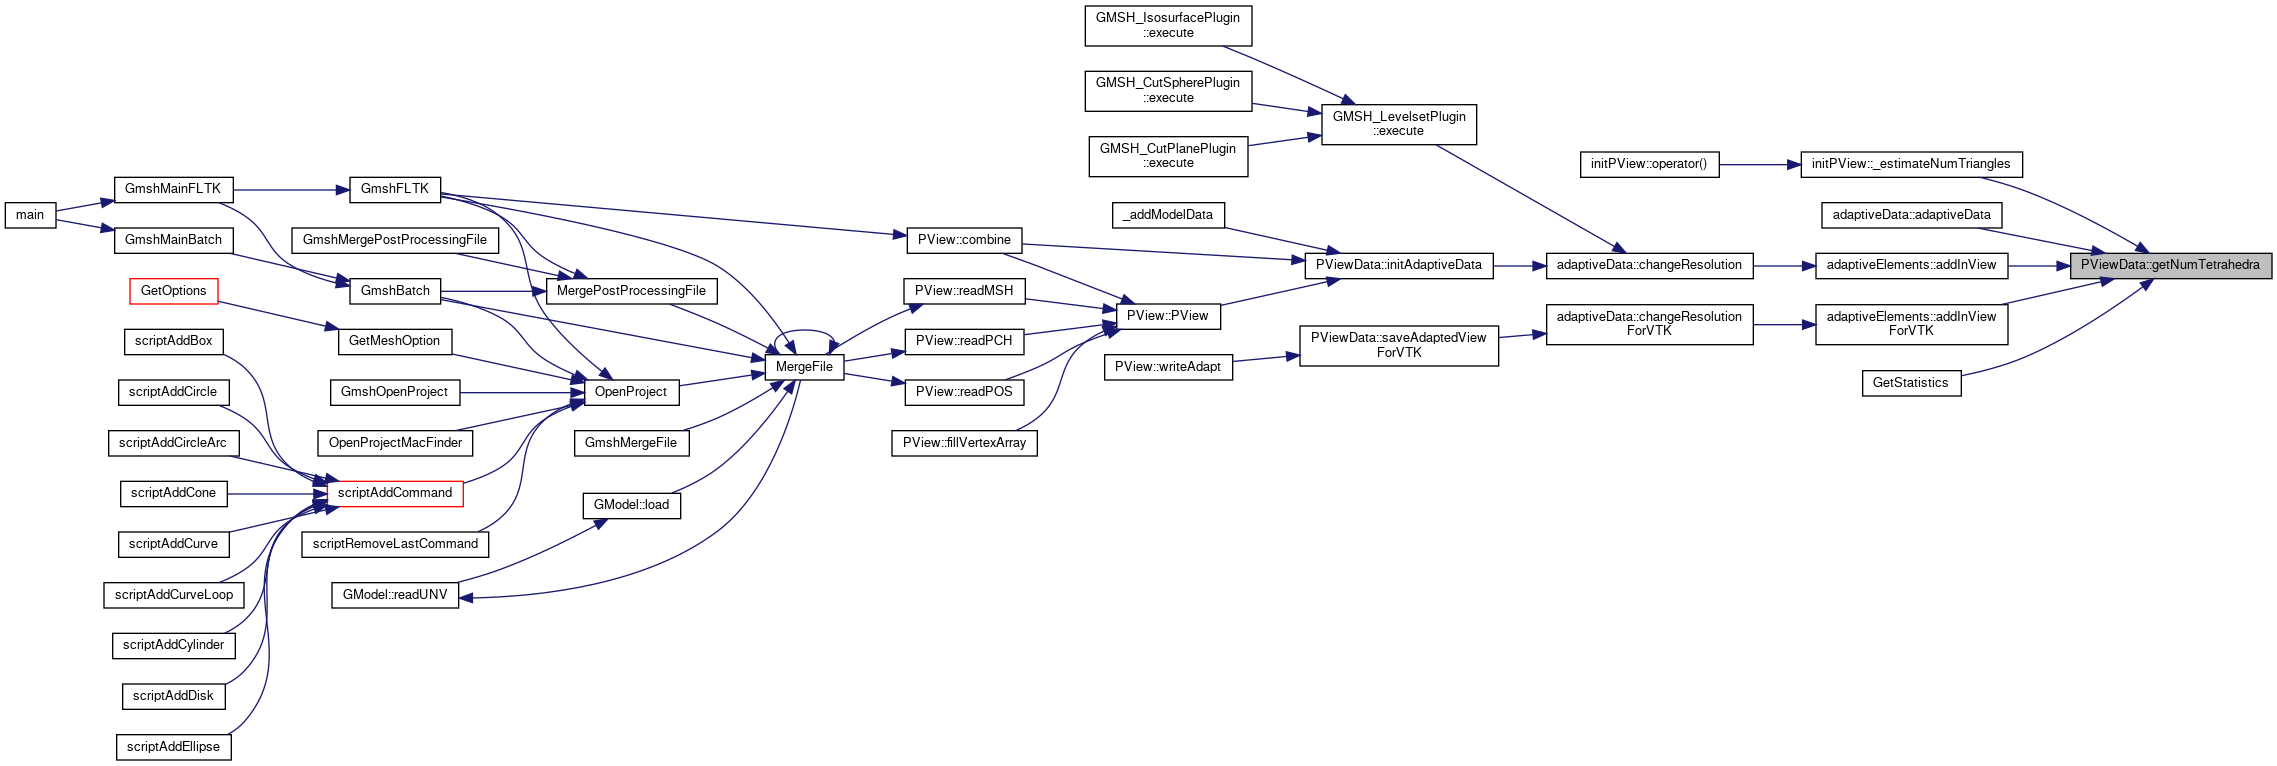 GMSH_IsosurfacePlugin
::execute
GMSH_CutSpherePlugin
::execute
GMSH_LevelsetPlugin
::execute
GMSH_CutPlanePlugin
::execute
initPView::operator()
initPView::_estimateNumTriangles
GmshMainFLTK
GmshFLTK
main
_addModelData
adaptiveData::adaptiveData
GmshMainBatch
GmshMergePostProcessingFile
PView::combine
PViewData::initAdaptiveData
adaptiveData::changeResolution
adaptiveElements::addInView
PViewData::getNumTetrahedra
GetOptions
GmshBatch
MergePostProcessingFile
PView::readMSH
PView::PView
adaptiveData::changeResolution
ForVTK
adaptiveElements::addInView
ForVTK
scriptAddBox
GetMeshOption
PView::readPCH
PViewData::saveAdaptedView
ForVTK
MergeFile
PView::writeAdapt
GetStatistics
scriptAddCircle
GmshOpenProject
OpenProject
PView::readPOS
scriptAddCircleArc
OpenProjectMacFinder
GmshMergeFile
PView::fillVertexArray
scriptAddCone
scriptAddCommand
GModel::load
scriptAddCurve
scriptRemoveLastCommand
scriptAddCurveLoop
GModel::readUNV
scriptAddCylinder
scriptAddDisk
scriptAddEllipse